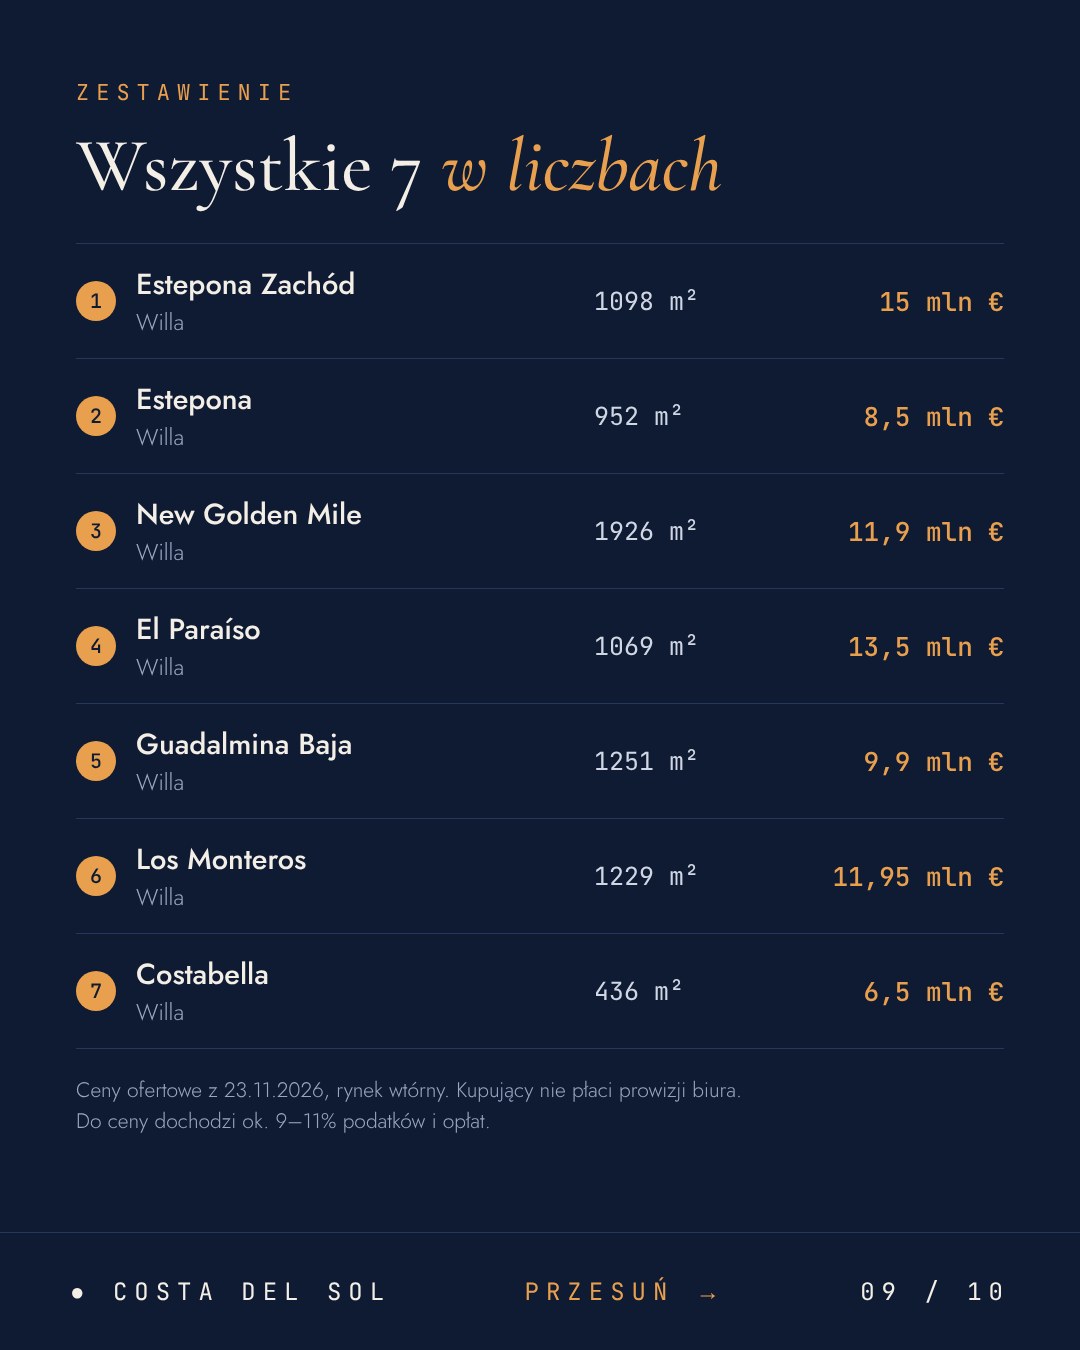 ZESTAWIENIE
Wszystkie 7 w liczbach
1 Estepona Zachód 1098 m² 15 mln €
Willa
2 Estepona 952 m² 8,5 mln €
Willa
3 New Golden Mile 1926 m² 11,9 mln €
Willa
4 El Paraíso 1069 m² 13,5 mln €
Willa
5 Guadalmina Baja 1251 m² 9,9 mln €
Willa
6 Los Monteros 1229 m² 11,95 mln €
Willa
7 Costabella 436 m² 6,5 mln €
Willa
Ceny ofertowe z 23.11.2026, rynek wtórny. Kupujący nie płaci prowizji biura.
Do ceny dochodzi ok. 9–11% podatków i opłat.
• COSTA DEL SOL PRZESUŃ → 09 / 10